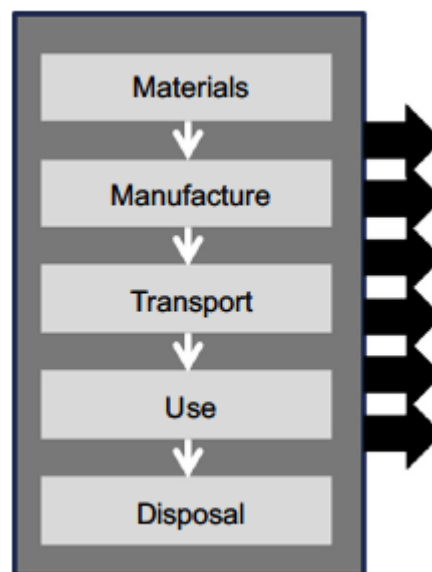 Materials
Manufacture
Transport
Use
Disposal